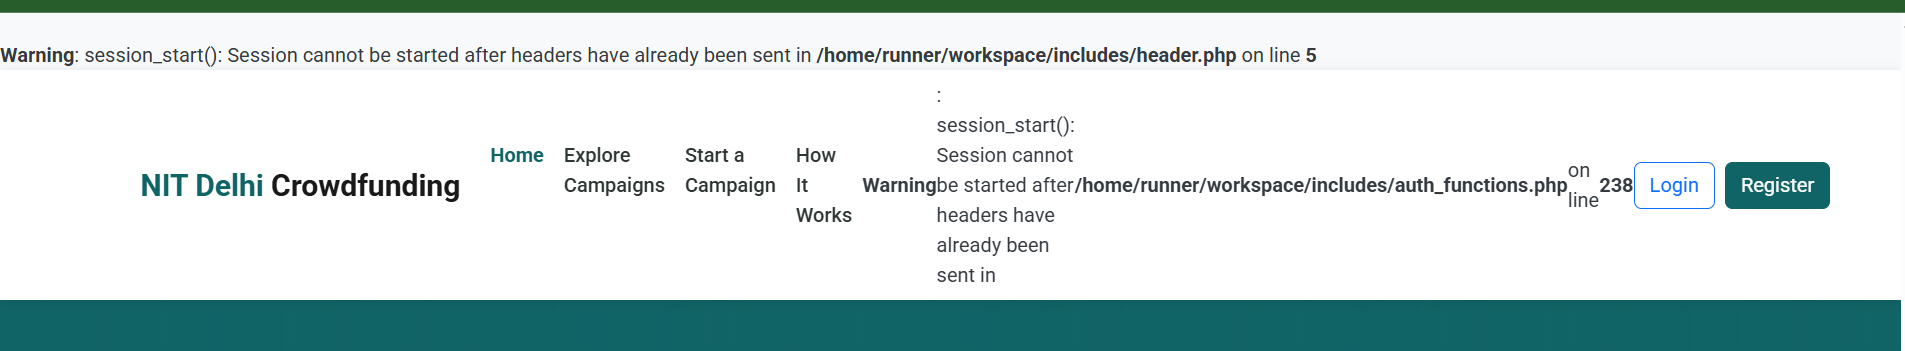 Warning: session_start(): Session cannot be started after headers have already been sent in /home/runner/workspace/includes/header.php on line 5
NIT Delhi Crowdfunding
Home
Explore
Campaigns
Start a
Campaign
How
It
Works
Warning
:
session_start():
Session cannot
be started after
headers have
already been
sent in
/home/runner/workspace/includes/auth_functions.php
on
line
238
Login
Register